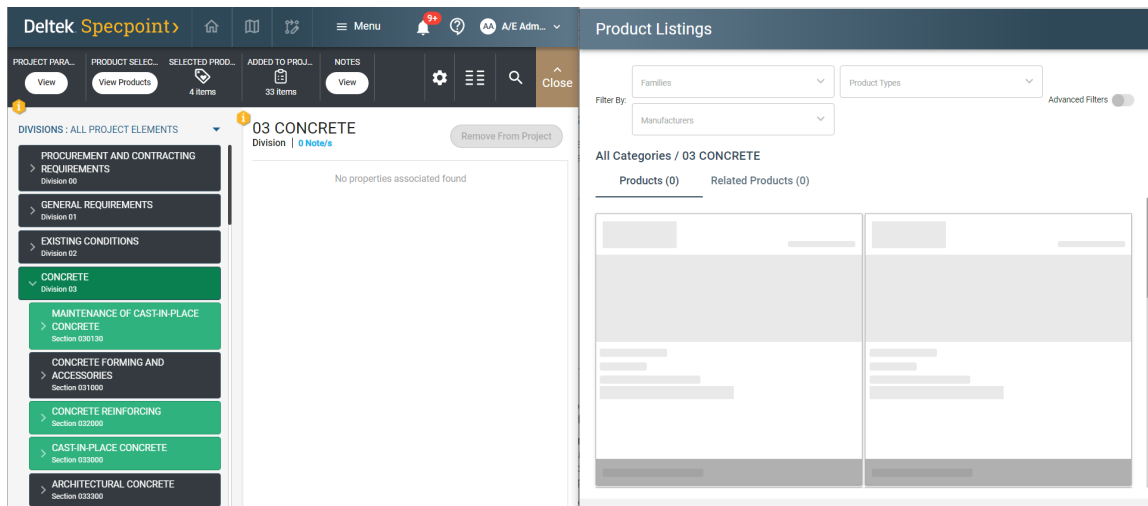 Deltek Specpoint
Menu
9+
AA
A/E Adm...
PROJECT PARA...
View
PRODUCT SELEC...
View Products
SELECTED PROD...
4 items
ADDED TO PROJ...
33 items
NOTES
View
Close
DIVISIONS : ALL PROJECT ELEMENTS
PROCUREMENT AND CONTRACTING
REQUIREMENTS
Division 00
GENERAL REQUIREMENTS
Division 01
EXISTING CONDITIONS
Division 02
CONCRETE
Division 03
MAINTENANCE OF CAST-IN-PLACE
CONCRETE
Section 030130
CONCRETE FORMING AND
ACCESSORIES
Section 031000
CONCRETE REINFORCING
Section 032000
CAST-IN-PLACE CONCRETE
Section 033000
ARCHITECTURAL CONCRETE
Section 033300
03 CONCRETE
Division | 0 Note/s
Remove From Project
No properties associated found
Product Listings
Filter By:
Families
Product Types
Manufacturers
Advanced Filters
All Categories / 03 CONCRETE
Products (0)
Related Products (0)